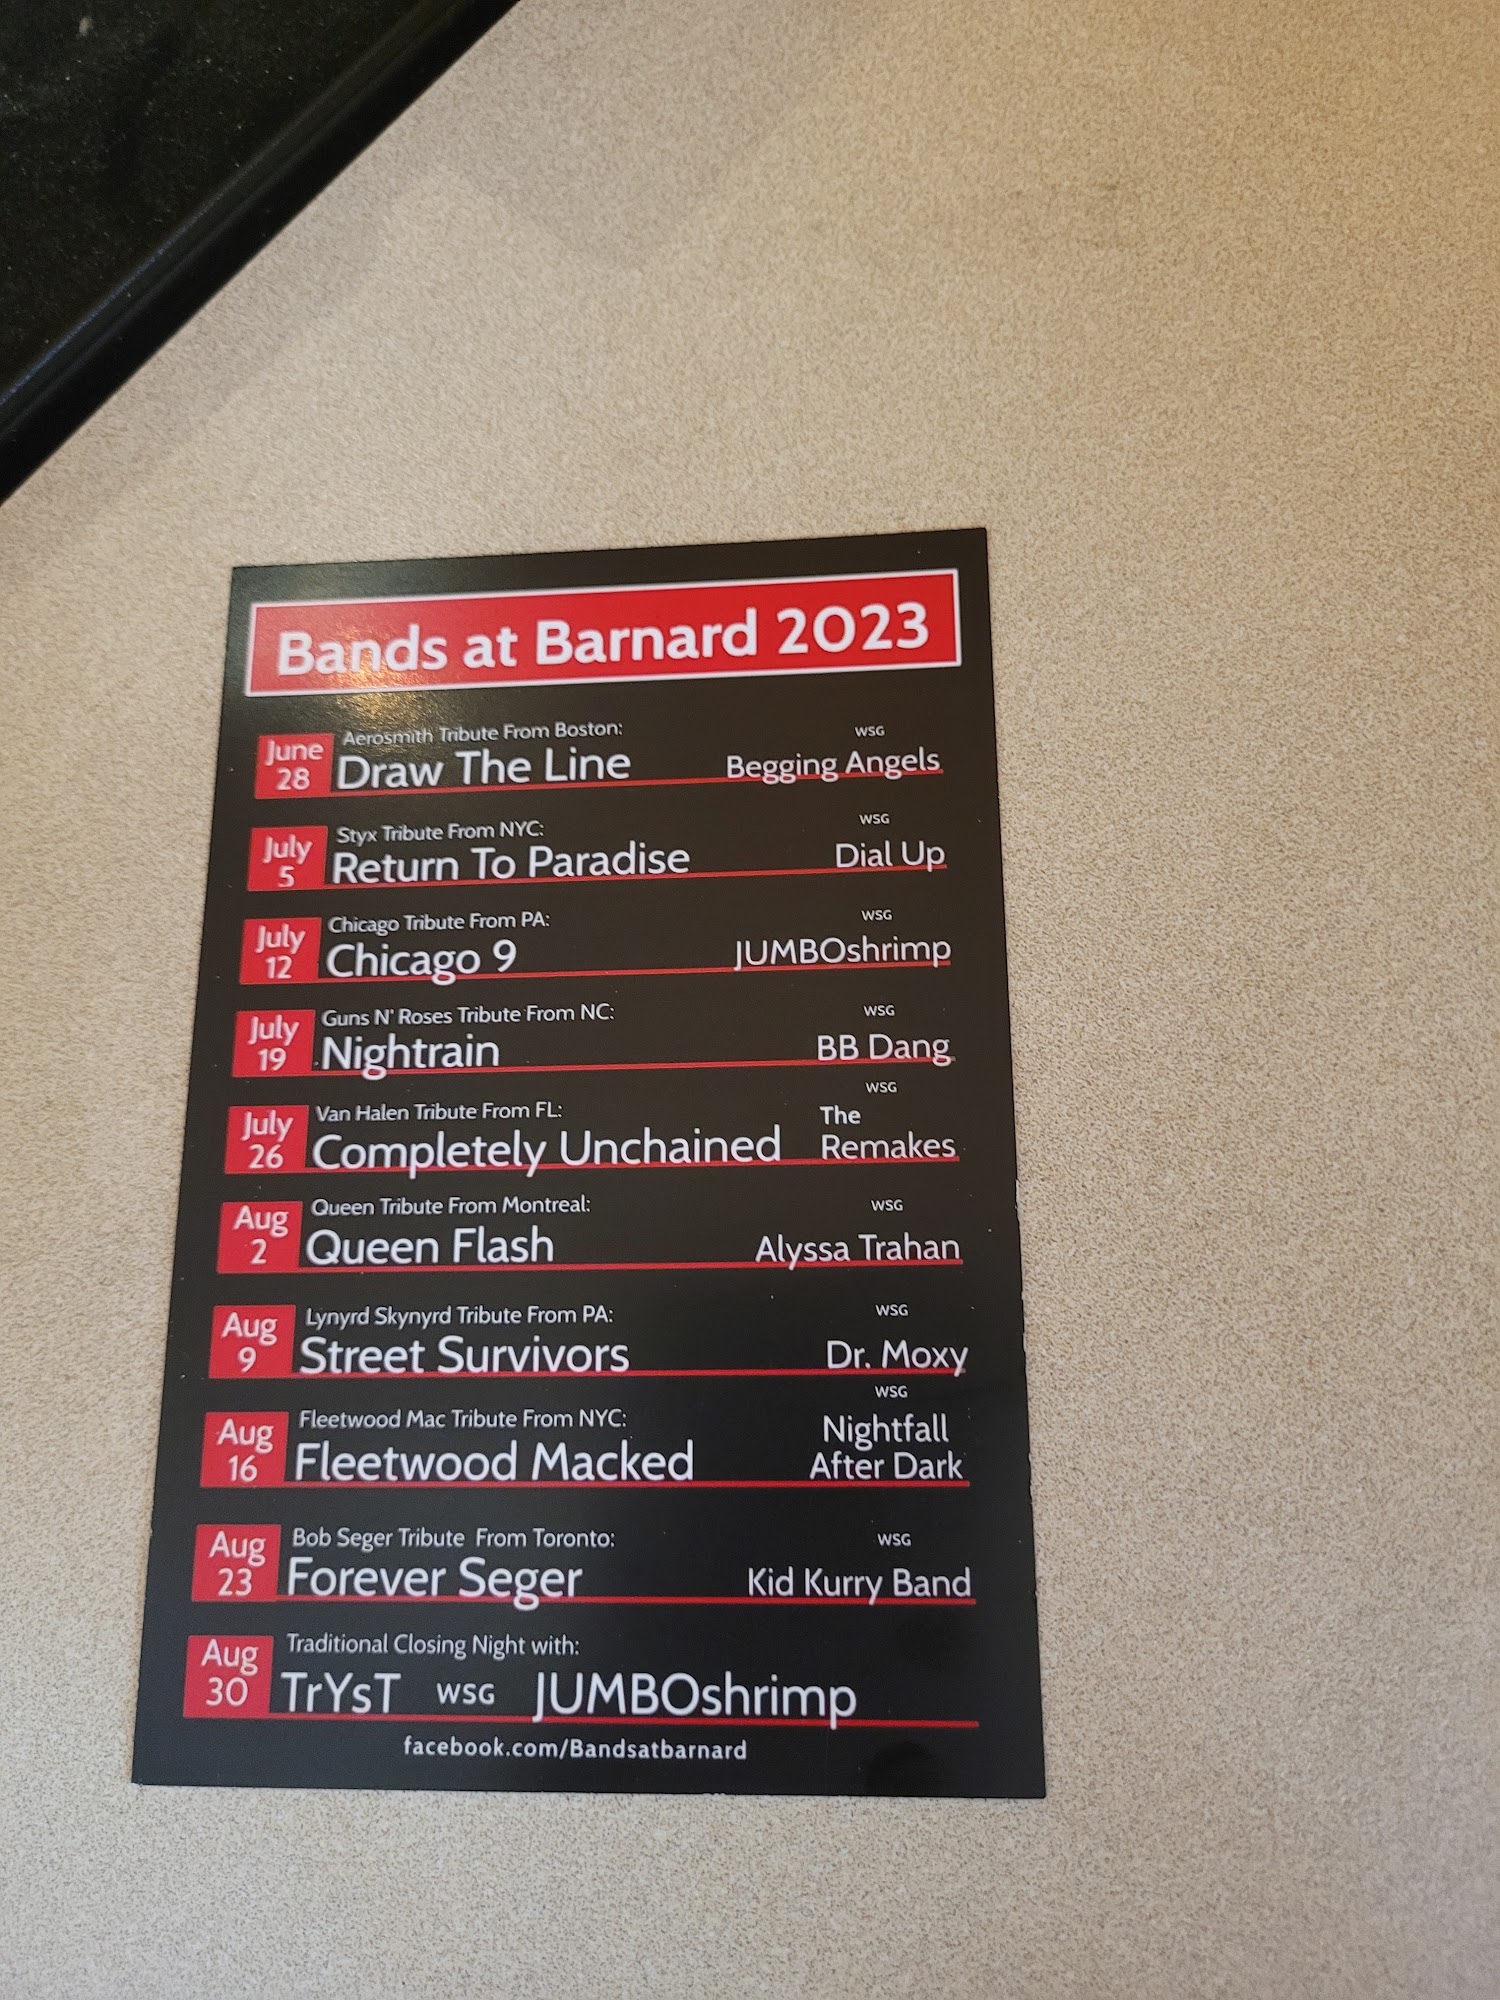 Bands at Barnard 2023
June 28
Aerosmith Tribute From Boston:
Draw The Line
WSG
Begging Angels
July 5
Styx Tribute From NYC:
Return To Paradise
WSG
Dial Up
July 12
Chicago Tribute From PA:
Chicago 9
WSG
JUMBOshrimp
July 19
Guns N' Roses Tribute From NC:
Nightrain
WSG
BB Dang
July 26
Van Halen Tribute From FL:
Completely Unchained
WSG
The
Remakes
Aug 2
Queen Tribute From Montreal:
Queen Flash
WSG
Alyssa Trahan
Aug 9
Lynyrd Skynyrd Tribute From PA:
Street Survivors
WSG
Dr. Moxy
Aug 16
Fleetwood Mac Tribute From NYC:
Fleetwood Macked
WSG
Nightfall
After Dark
Aug 23
Bob Seger Tribute From Toronto:
Forever Seger
WSG
Kid Kurry Band
Aug 30
Traditional Closing Night with:
TrYsT WSG JUMBOshrimp
facebook.com/Bandsatbarnard